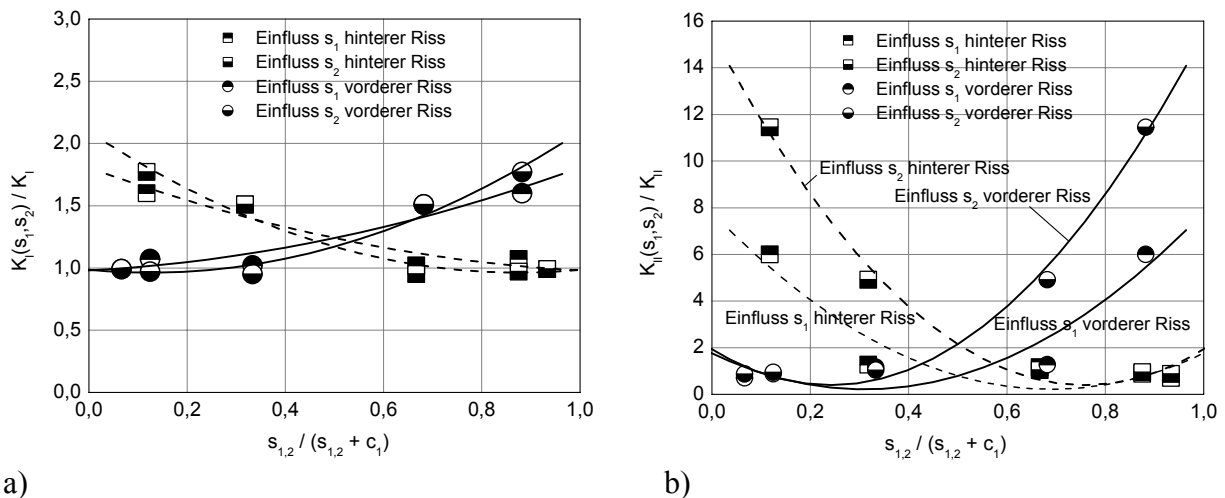 3,0
2,5
2,0
1,5
1,0
0,5
0,0
K_I(s_1,s_2) / K_I
Einfluss s_1 hinterer Riss
Einfluss s_2 hinterer Riss
Einfluss s_1 vorderer Riss
Einfluss s_2 vorderer Riss
0,0 0,2 0,4 0,6 0,8 1,0
s_1,2 / (s_1,2 + c_1)
a)
16
14
12
10
8
6
4
2
0
K_II(s_1,s_2) / K_II
Einfluss s_1 hinterer Riss
Einfluss s_2 hinterer Riss
Einfluss s_1 vorderer Riss
Einfluss s_2 vorderer Riss
Einfluss s_2 hinterer Riss
Einfluss s_2 vorderer Riss
Einfluss s_1 hinterer Riss
Einfluss s_1 vorderer Riss
0,0 0,2 0,4 0,6 0,8 1,0
s_1,2 / (s_1,2 + c_1)
b)